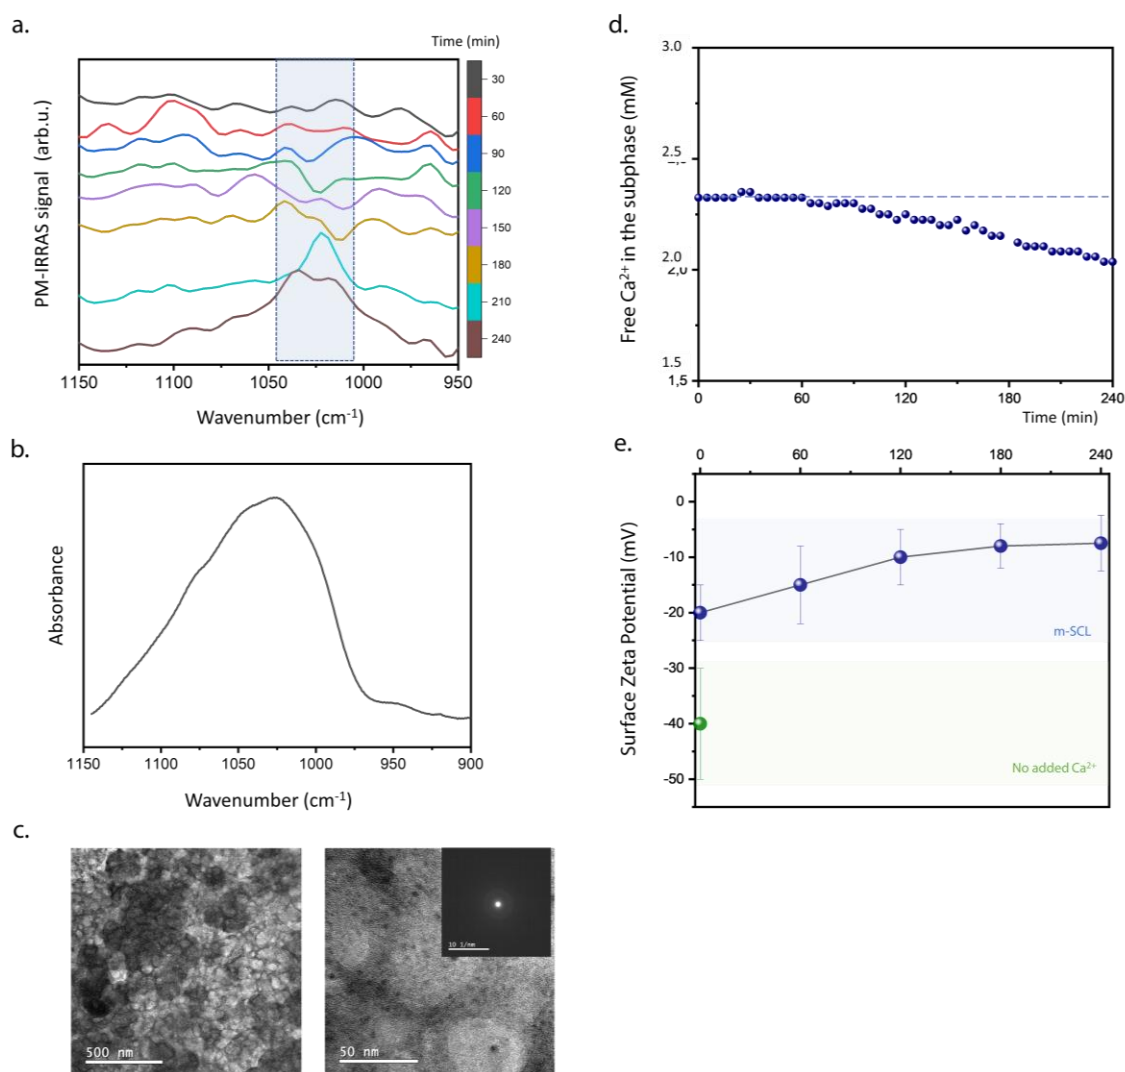 a.
Time (min)
PM-IRRAS signal (arb.u.)
30
60
90
120
150
180
210
240
1150
1100
1050
1000
950
Wavenumber (cm-1)
b.
Absorbance
1150
1100
1050
1000
900
Wavenumber (cm-1)
c.
500 nm
50 nm
10 1/nm
d.
Free Ca2+ in the subphase (mM)
3.0
2.5
2.0
2,0
1.5
1,5
0
60
120
180
240
Time (min)
e.
0
60
120
180
240
Surface Zeta Potential (mV)
0
-10
-20
-30
-40
-50
m-SCL
No added Ca2+